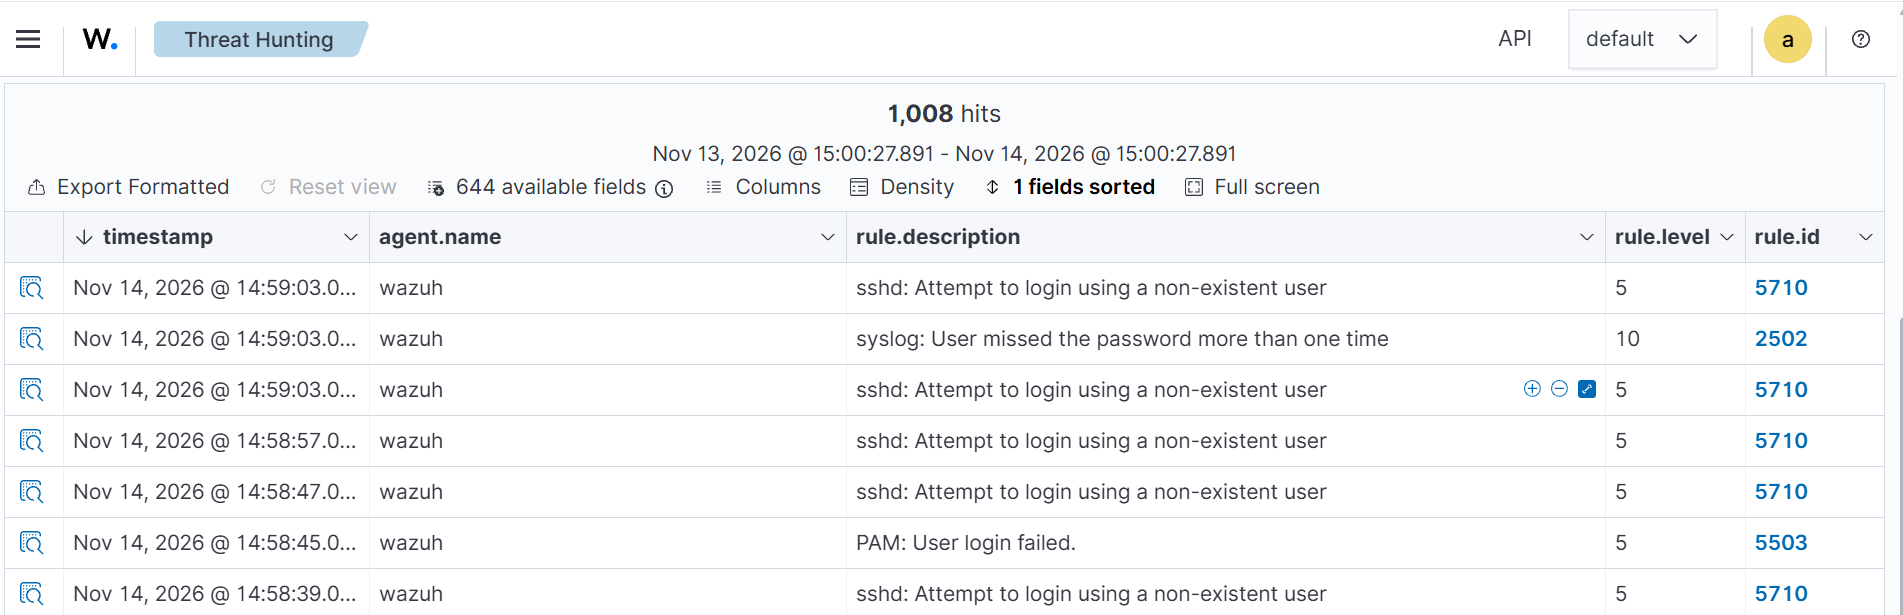 W. Threat Hunting API default a
1,008 hits
Nov 13, 2026 @ 15:00:27.891 - Nov 14, 2026 @ 15:00:27.891
Export Formatted Reset view 644 available fields Columns Density 1 fields sorted Full screen
timestamp agent.name rule.description rule.level rule.id
Nov 14, 2026 @ 14:59:03.0... wazuh sshd: Attempt to login using a non-existent user 5 5710
Nov 14, 2026 @ 14:59:03.0... wazuh syslog: User missed the password more than one time 10 2502
Nov 14, 2026 @ 14:59:03.0... wazuh sshd: Attempt to login using a non-existent user 5 5710
Nov 14, 2026 @ 14:58:57.0... wazuh sshd: Attempt to login using a non-existent user 5 5710
Nov 14, 2026 @ 14:58:47.0... wazuh sshd: Attempt to login using a non-existent user 5 5710
Nov 14, 2026 @ 14:58:45.0... wazuh PAM: User login failed. 5 5503
Nov 14, 2026 @ 14:58:39.0... wazuh sshd: Attempt to login using a non-existent user 5 5710